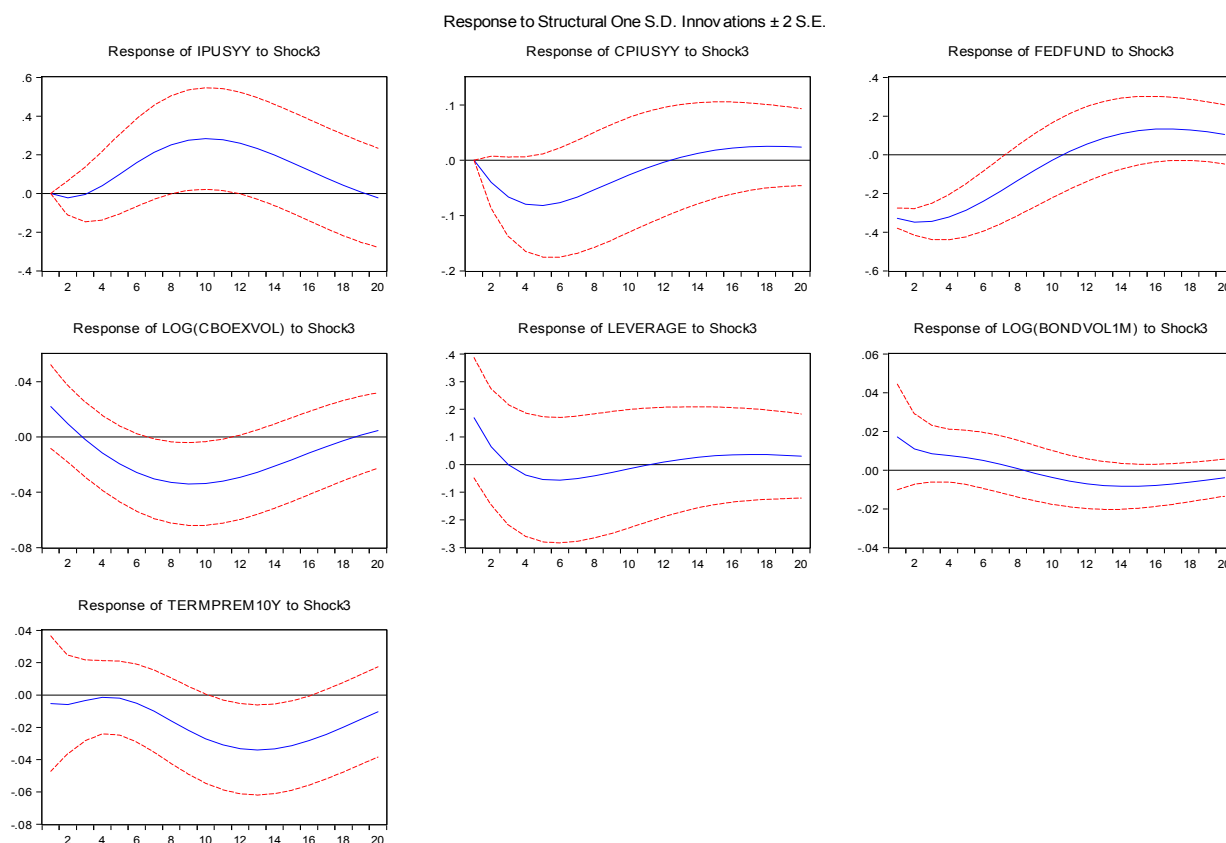 Response to Structural One S.D. Innovations ± 2 S.E.
Response of IPUSYY to Shock3
Response of CPIUSYY to Shock3
Response of FEDFUND to Shock3
.6
.4
.2
.0
-.2
-.4
2 4 6 8 10 12 14 16 18 20
.1
.0
-.1
-.2
2 4 6 8 10 12 14 16 18 20
.4
.2
.0
-.2
-.4
-.6
2 4 6 8 10 12 14 16 18 20
Response of LOG(CBOEXVOL) to Shock3
Response of LEVERAGE to Shock3
Response of LOG(BONDVOL1M) to Shock3
.04
.00
-.04
-.08
2 4 6 8 10 12 14 16 18 20
.4
.3
.2
.1
.0
-.1
-.2
-.3
2 4 6 8 10 12 14 16 18 20
.06
.04
.02
.00
-.02
-.04
2 4 6 8 10 12 14 16 18 20
Response of TERMPREM10Y to Shock3
.04
.02
.00
-.02
-.04
-.06
-.08
2 4 6 8 10 12 14 16 18 20